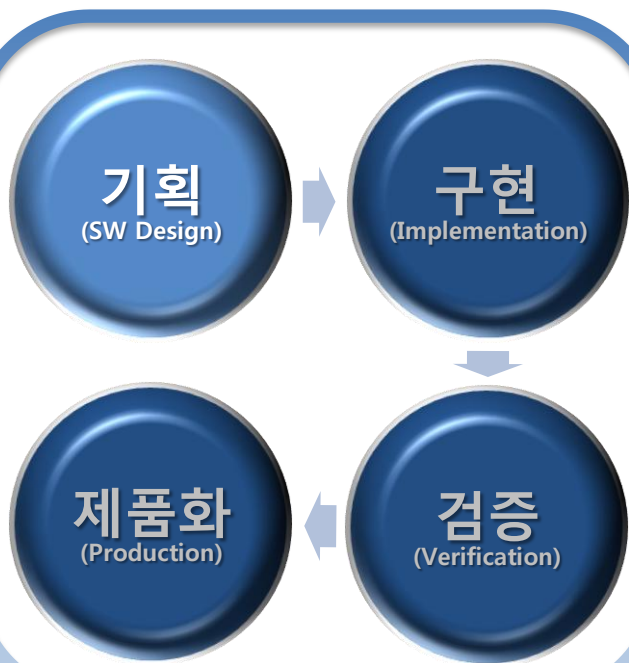 기획
(SW Design)
구현
(Implementation)
검증
(Verification)
제품화
(Production)